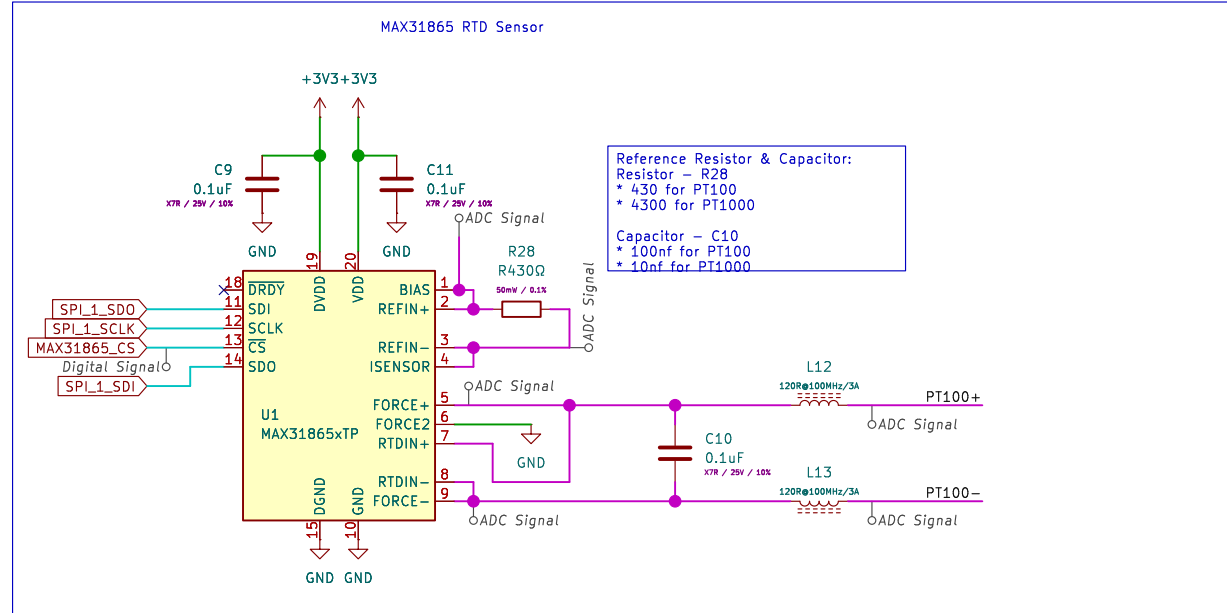 MAX31865 RTD Sensor
+3V3
+3V3
C9
0.1uF
X7R / 25V / 10%
GND
C11
0.1uF
X7R / 25V / 10%
GND
ADC Signal
Reference Resistor & Capacitor:
Resistor - R28
* 430 for PT100
* 4300 for PT1000
Capacitor - C10
* 100nf for PT100
* 10nf for PT1000
R28
R430Ω
50mW / 0.1%
ADC Signal
SPI_1_SDO
SPI_1_SCLK
MAX31865_CS
Digital Signal
SPI_1_SDI
18
11
12
13
14
DRDY
SDI
SCLK
CS
SDO
19
20
DVDD
VDD
BIAS
REFIN+
REFIN-
ISENSOR
FORCE+
FORCE2
RTDIN+
RTDIN-
FORCE-
1
2
3
4
5
6
7
8
9
U1
MAX31865xTP
DGND
GND
15
10
GND
GND
ADC Signal
GND
ADC Signal
C10
0.1uF
X7R / 25V / 10%
L12
120R@100MHz/3A
PT100+
ADC Signal
L13
120R@100MHz/3A
PT100-
ADC Signal